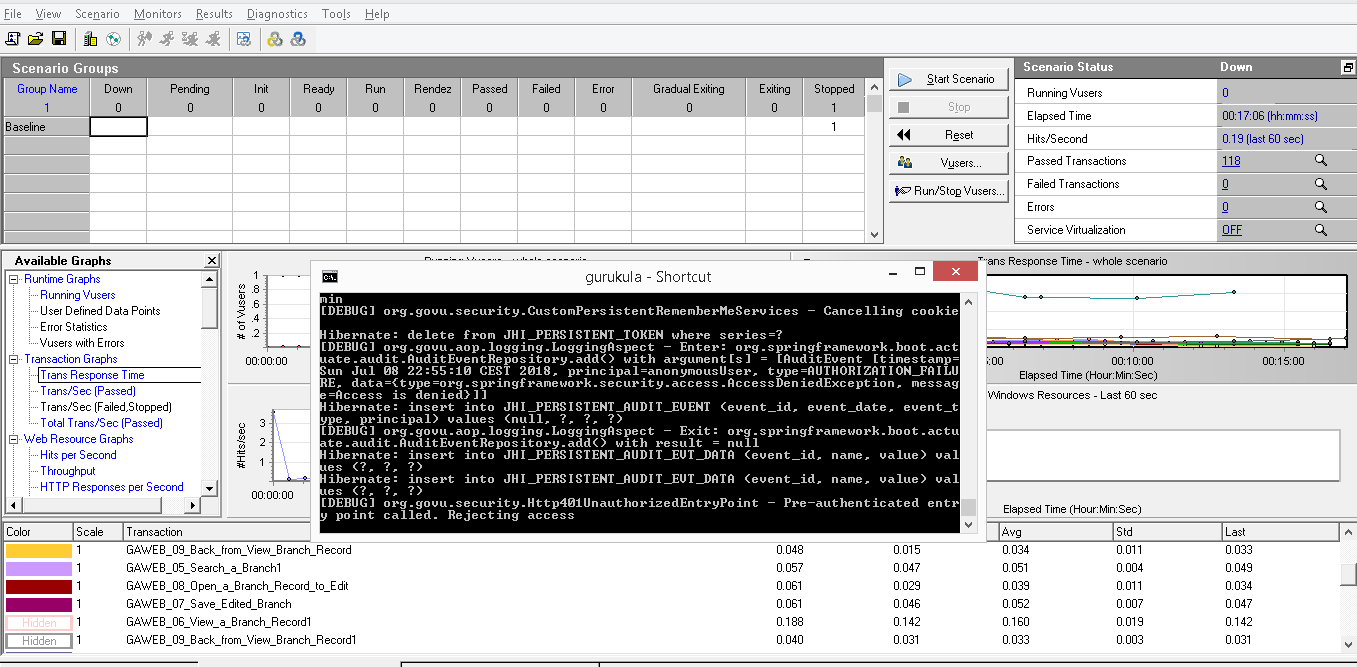 File View Scenario Monitors Results Diagnostics Tools Help
Scenario Groups
Group Name Down Pending Init Ready Run Rendez Passed Failed Error Gradual Exiting Exiting Stopped
1 0 0 0 0 0 0 0 0 0 0 0 1
Baseline 1
Start Scenario
Stop
Reset
Vusers...
Run/Stop Vusers...
Scenario Status Down
Running Vusers 0
Elapsed Time 00:17:06 (hh:mm:ss)
Hits/Second 0.19 (last 60 sec)
Passed Transactions 118
Failed Transactions 0
Errors 0
Service Virtualization OFF
Available Graphs
Runtime Graphs
Running Vusers
User Defined Data Points
Error Statistics
Vusers with Errors
Transaction Graphs
Trans Response Time
Trans/Sec (Passed)
Trans/Sec (Failed,Stopped)
Total Trans/Sec (Passed)
Web Resource Graphs
Hits per Second
Throughput
HTTP Responses per Second
# of Vusers
1
.8
.6
.4
.2
00:00:00
#Hits/sec
3
2
1
00:00:00
C:\.
gurukula - Shortcut
min
[DEBUG] org.govu.security.CustomPersistentRememberMeServices - Cancelling cookie
Hibernate: delete from JHI_PERSISTENT_TOKEN where series=?
[DEBUG] org.govu.aop.logging.LoggingAspect - Enter: org.springframework.boot.act
uate.audit.AuditEventRepository.add() with argument[s] = [AuditEvent [timestamp=
Sun Jul 08 22:55:10 CEST 2018, principal=anonymousUser, type=AUTHORIZATION_FAILU
RE, data={type=org.springframework.security.access.AccessDeniedException, messag
e=Access is denied}]]
Hibernate: insert into JHI_PERSISTENT_AUDIT_EVENT (event_id, event_date, event_t
ype, principal) values (null, ?, ?, ?)
[DEBUG] org.govu.aop.logging.LoggingAspect - Exit: org.springframework.boot.actu
ate.audit.AuditEventRepository.add() with result = null
Hibernate: insert into JHI_PERSISTENT_AUDIT_EVT_DATA (event_id, name, value) val
ues (?, ?, ?)
Hibernate: insert into JHI_PERSISTENT_AUDIT_EVT_DATA (event_id, name, value) val
ues (?, ?, ?)
[DEBUG] org.govu.security.Http401UnauthorizedEntryPoint - Pre-authenticated entr
y point called. Rejecting access
Trans Response Time - whole scenario
00:10:00 00:15:00
Elapsed Time (Hour:Min:Sec)
Windows Resources - Last 60 sec
Elapsed Time (Hour:Min:Sec)
Color Scale Transaction Avg Std Last
1 GAWEB_09_Back_from_View_Branch_Record 0.048 0.015 0.034 0.011 0.033
1 GAWEB_05_Search_a_Branch1 0.057 0.047 0.051 0.004 0.049
1 GAWEB_08_Open_a_Branch_Record_to_Edit 0.061 0.029 0.039 0.011 0.034
1 GAWEB_07_Save_Edited_Branch 0.061 0.046 0.052 0.007 0.047
Hidden 1 GAWEB_06_View_a_Branch_Record1 0.188 0.142 0.160 0.019 0.142
Hidden 1 GAWEB_09_Back_from_View_Branch_Record1 0.040 0.031 0.033 0.003 0.031